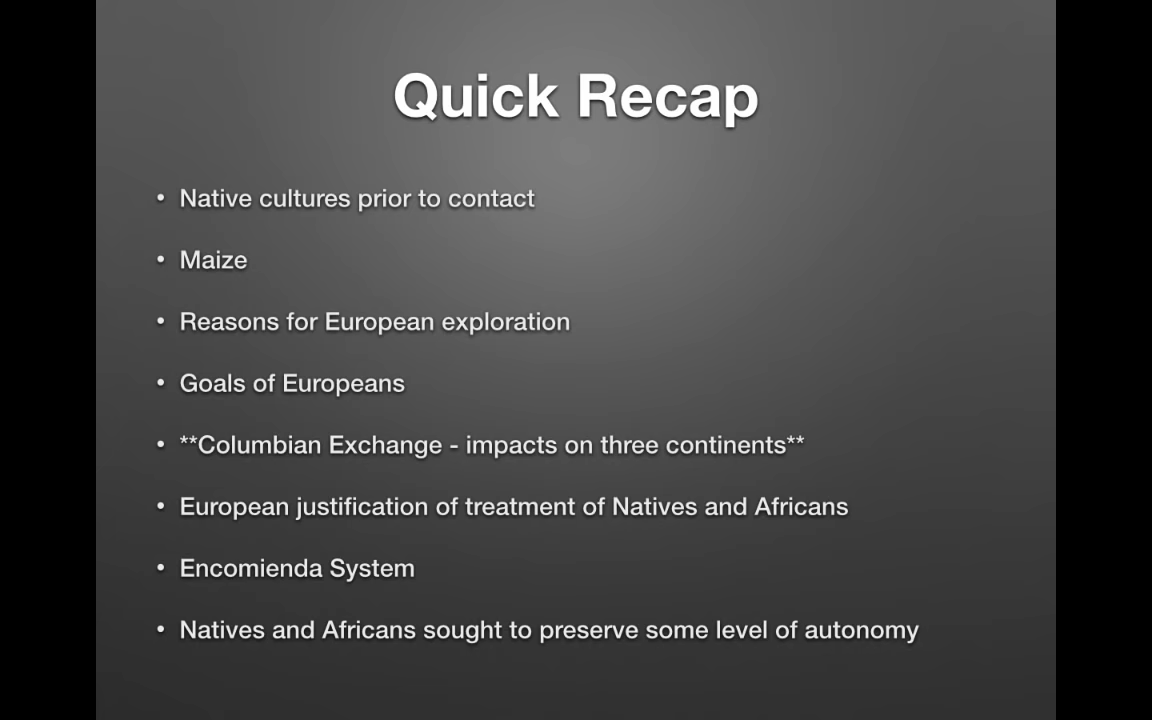 Quick Recap
• Native cultures prior to contact
• Maize
• Reasons for European exploration
• Goals of Europeans
• **Columbian Exchange - impacts on three continents**
• European justification of treatment of Natives and Africans
• Encomienda System
• Natives and Africans sought to preserve some level of autonomy